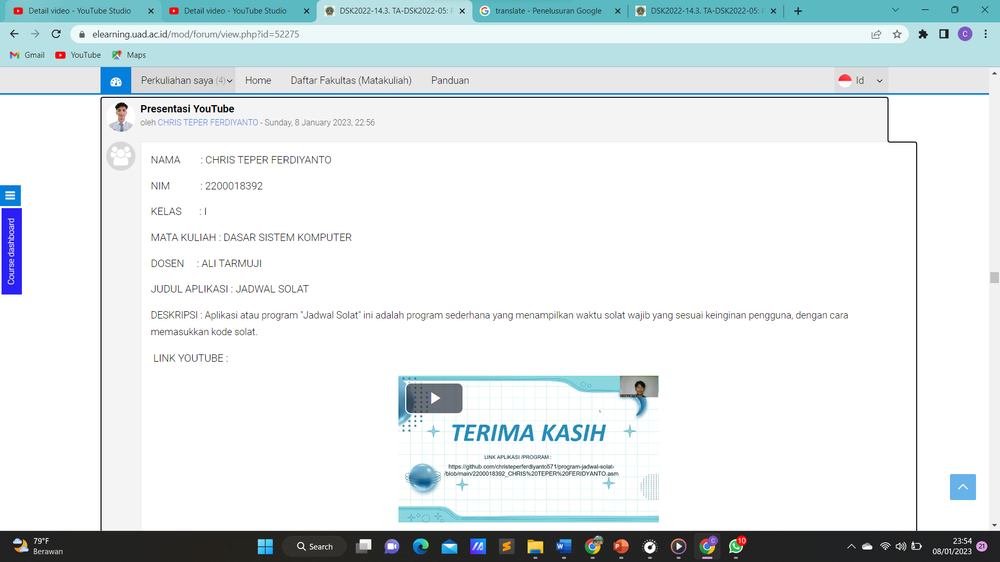 Detail video - YouTube Studio
Detail video - YouTube Studio
DSK2022-14.3. TA-DSK2022-05: P
translate - Penelusuran Google
DSK2022-14.3. TA-DSK2022-05: P
elearning.uad.ac.id/mod/forum/view.php?id=52275
C
Gmail
YouTube
Maps
Perkuliahan saya (4)
Home
Daftar Fakultas (Matakuliah)
Panduan
Id
Presentasi YouTube
oleh CHRIS TEPER FERDIYANTO - Sunday, 8 January 2023, 22:56
NAMA : CHRIS TEPER FERDIYANTO
NIM : 2200018392
KELAS : I
MATA KULIAH : DASAR SISTEM KOMPUTER
DOSEN : ALI TARMUJI
JUDUL APLIKASI : JADWAL SOLAT
DESKRIPSI : Aplikasi atau program "Jadwal Solat" ini adalah program sederhana yang menampilkan waktu solat wajib yang sesuai keinginan pengguna, dengan cara
memasukkan kode solat.
LINK YOUTUBE :
Course dashboard
TERIMA KASIH
LINK APLIKASI /PROGRAM :
https://github.com/christeperferdiyanto571/program-jadwal-solat-
/blob/main/2200018392_CHRIS%20TEPER%20FERIDYANTO.asm
79°F
Berawan
Search
10
23:54
08/01/2023
21